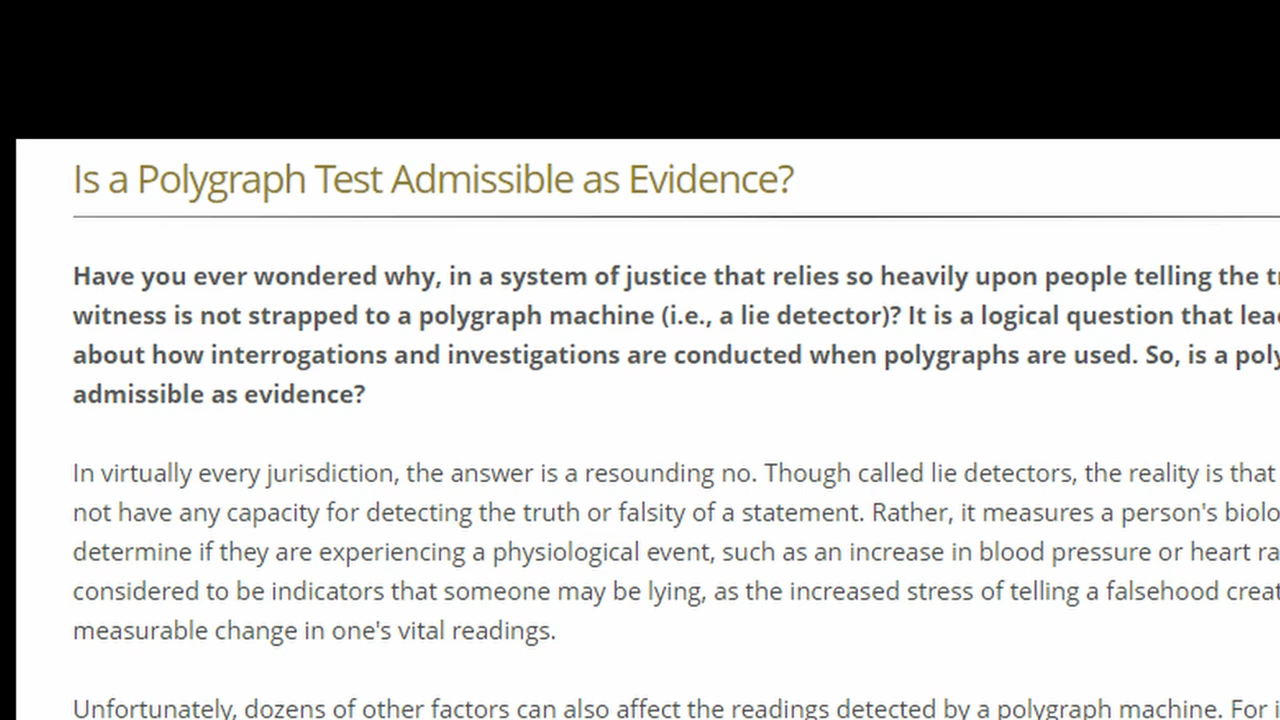 Is a Polygraph Test Admissible as Evidence?
Have you ever wondered why, in a system of justice that relies so heavily upon people telling the
witness is not strapped to a polygraph machine (i.e., a lie detector)? It is a logical question that
about how interrogations and investigations are conducted when polygraphs are used. So, is a
admissible as evidence?
In virtually every jurisdiction, the answer is a resounding no. Though called lie detectors, the reality is that
not have any capacity for detecting the truth or falsity of a statement. Rather, it measures a person's
determine if they are experiencing a physiological event, such as an increase in blood pressure or heart
considered to be indicators that someone may be lying, as the increased stress of telling a falsehood
measurable change in one's vital readings.
Unfortunately, dozens of other factors can also affect the readings detected by a polygraph machine. For